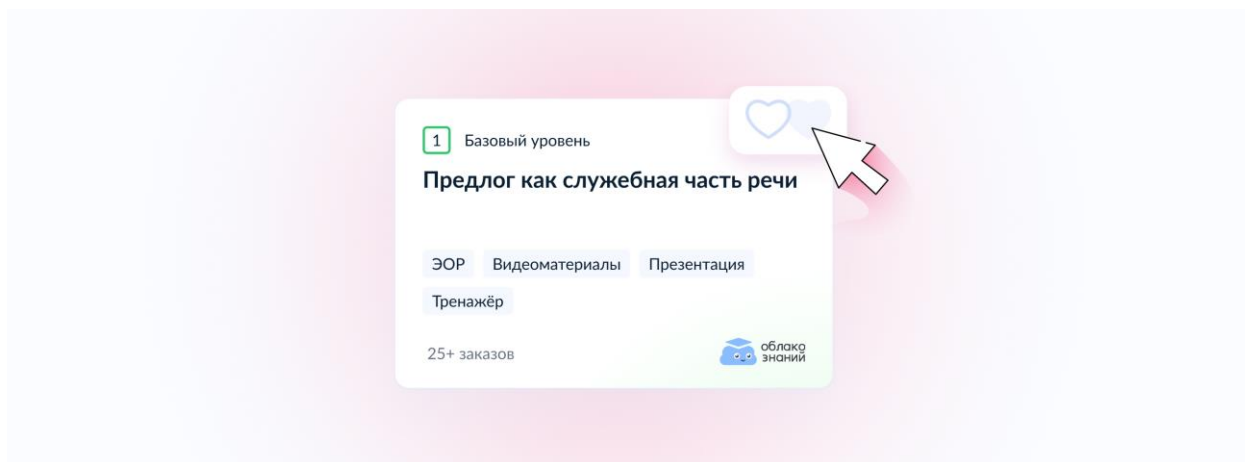 1 Базовый уровень
Предлог как служебная часть речи
ЭОР Видеоматериалы Презентация
Тренажёр
25+ заказов
облако
знаний